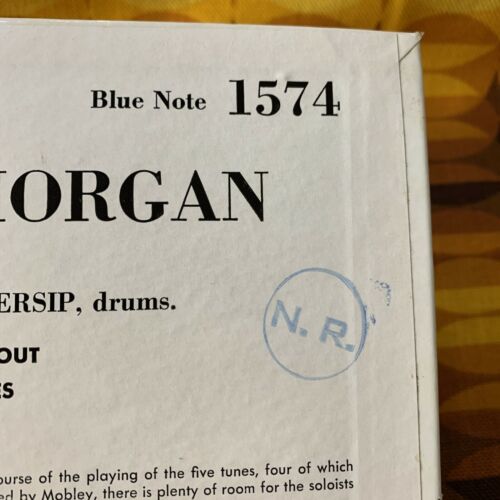 Blue Note 1574
IORGAN
ERSIP, drums.
OUT
ES
N. R.
ourse of the playing of the five tunes, four of which
ed by Mobley, there is plenty of room for the soloists